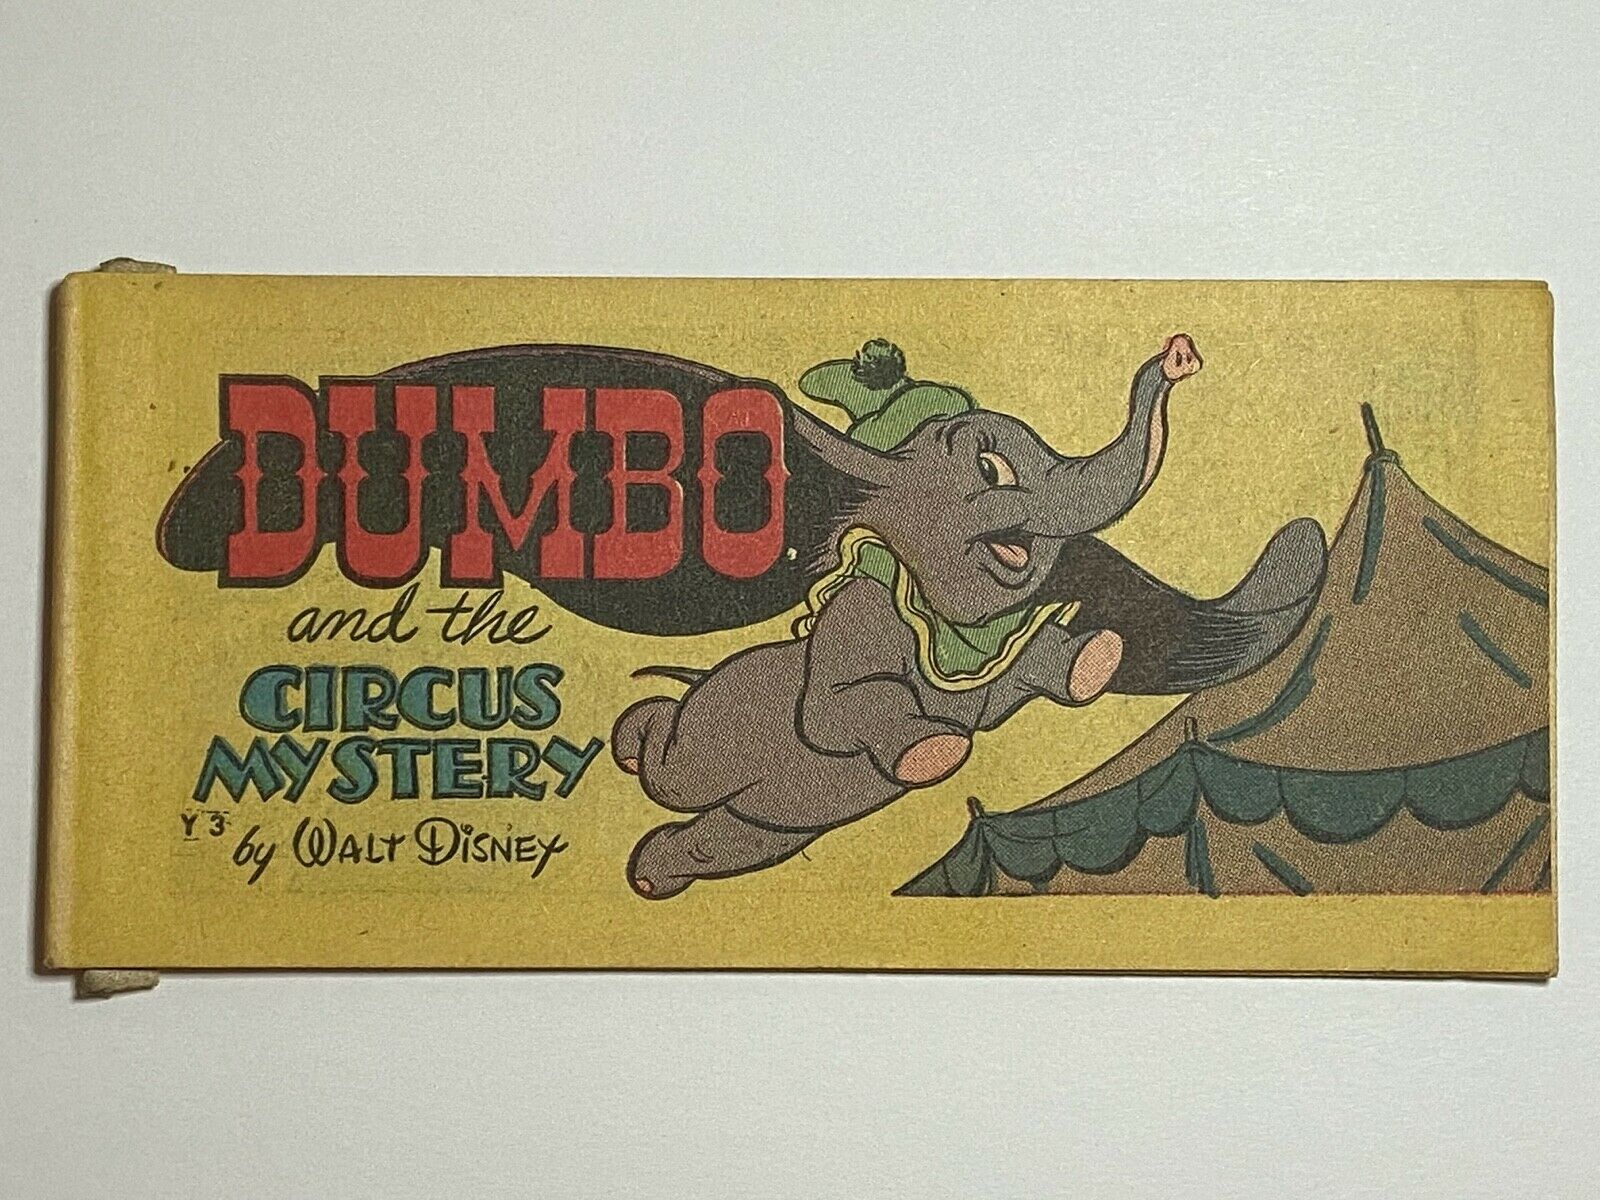 DUMBO
and the
CIRCUS
MYSTERY
Y 3
by WALT DISNEY